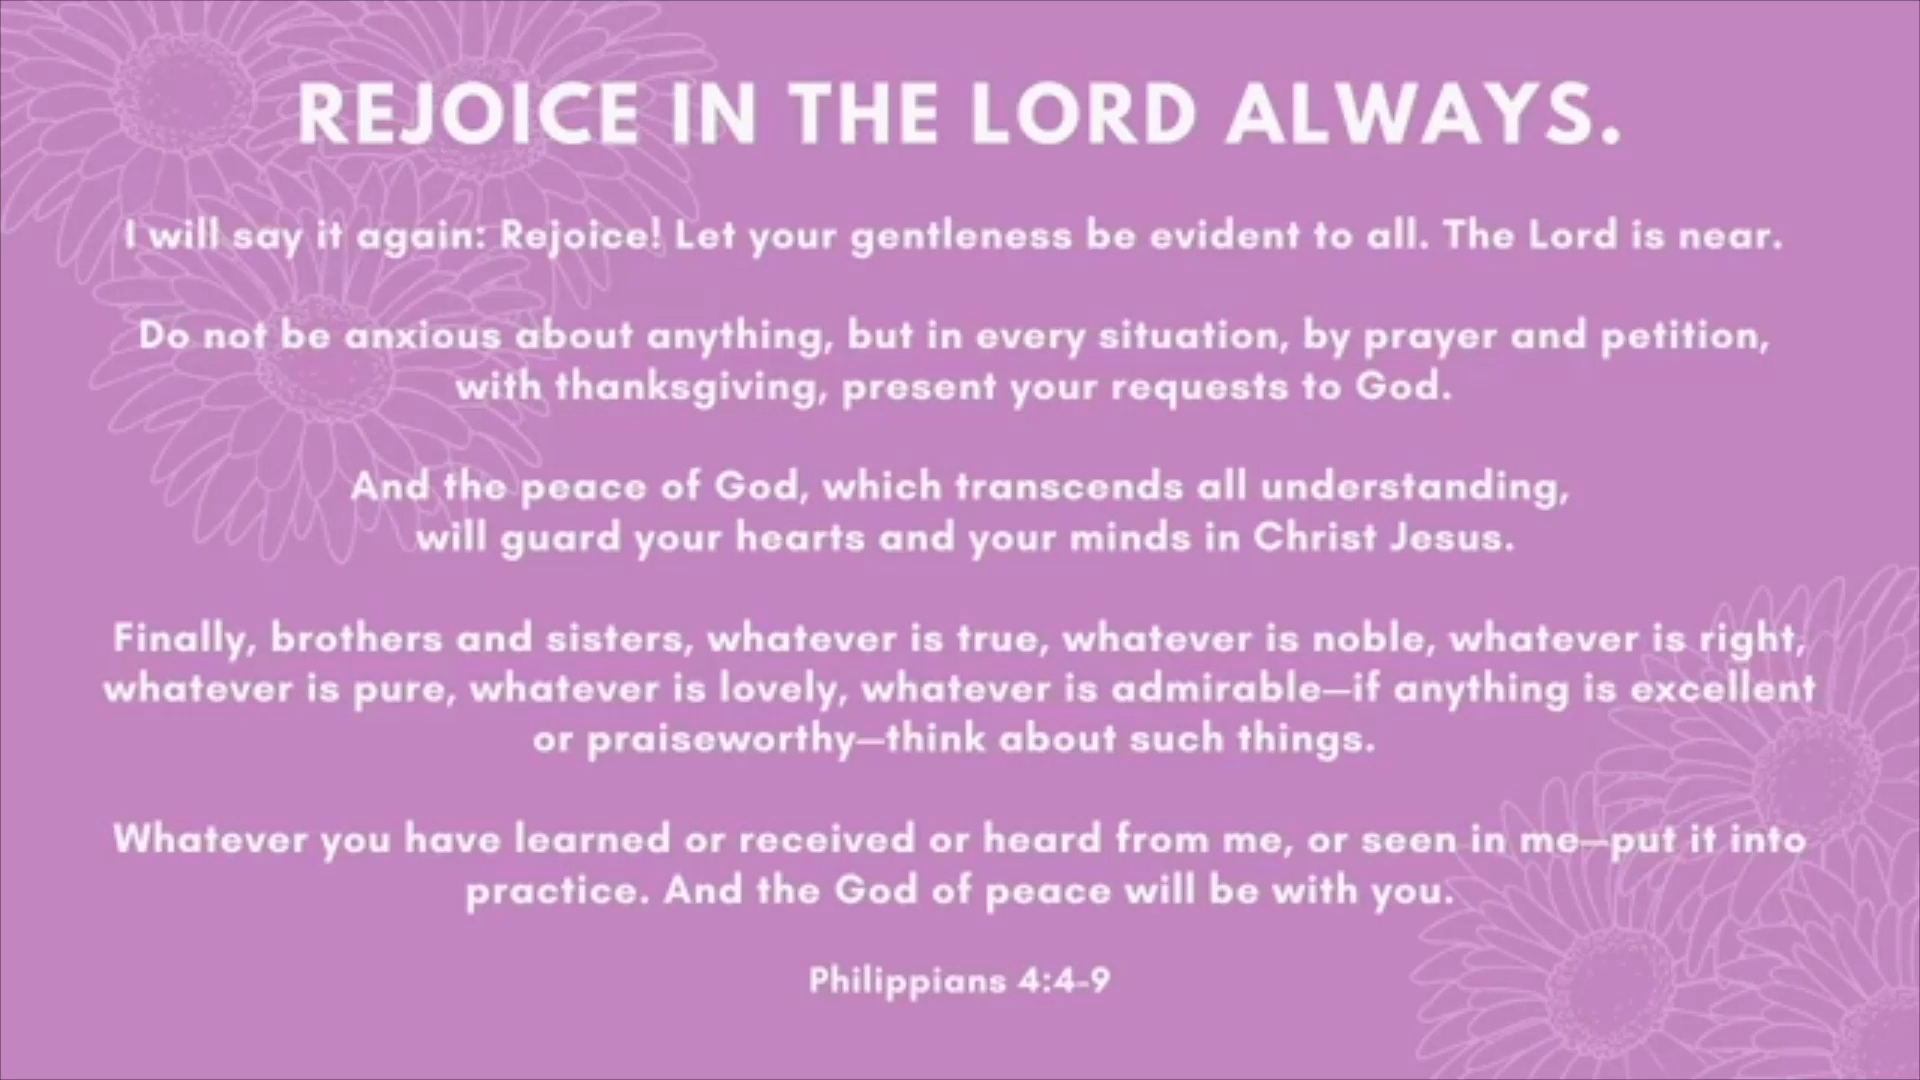 REJOICE IN THE LORD ALWAYS.
I will say it again: Rejoice! Let your gentleness be evident to all. The Lord is near.
Do not be anxious about anything, but in every situation, by prayer and petition,
with thanksgiving, present your requests to God.
And the peace of God, which transcends all understanding,
will guard your hearts and your minds in Christ Jesus.
Finally, brothers and sisters, whatever is true, whatever is noble, whatever is right,
whatever is pure, whatever is lovely, whatever is admirable—if anything is excellent
or praiseworthy—think about such things.
Whatever you have learned or received or heard from me, or seen in me—put it into
practice. And the God of peace will be with you.
Philippians 4:4-9